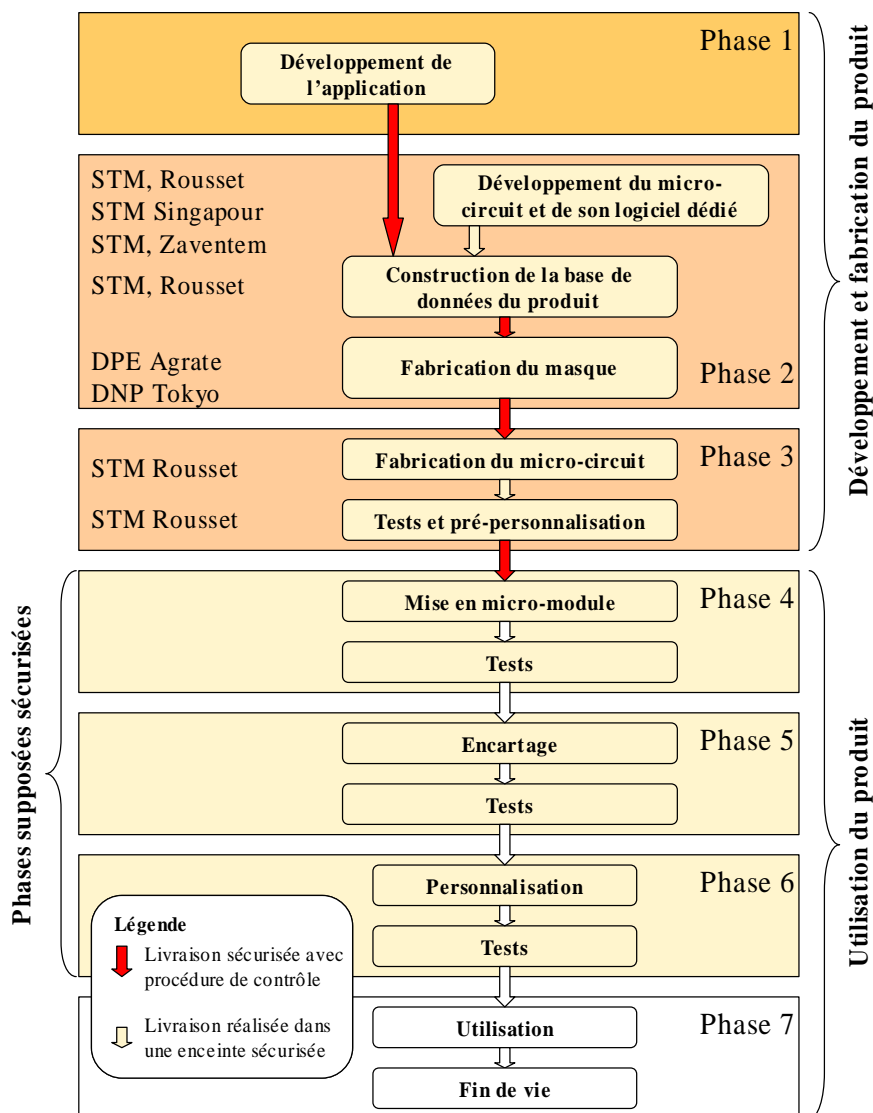 Phase 1
Développement de
l'application
Développement et fabrication du produit
STM, Rousset
STM Singapour
STM, Zaventem
STM, Rousset
Développement du micro-
circuit et de son logiciel dédié
Construction de la base de
données du produit
DPE Agrate
DNP Tokyo
Fabrication du masque
Phase 2
Phase 3
STM Rousset
Fabrication du micro-circuit
STM Rousset
Tests et pré-personnalisation
Phases supposées sécurisées
Phase 4
Mise en micro-module
Tests
Utilisation du produit
Phase 5
Encartage
Tests
Phase 6
Personnalisation
Tests
Légende
Livraison sécurisée avec
procédure de contrôle
Livraison réalisée dans
une enceinte sécurisée
Phase 7
Utilisation
Fin de vie